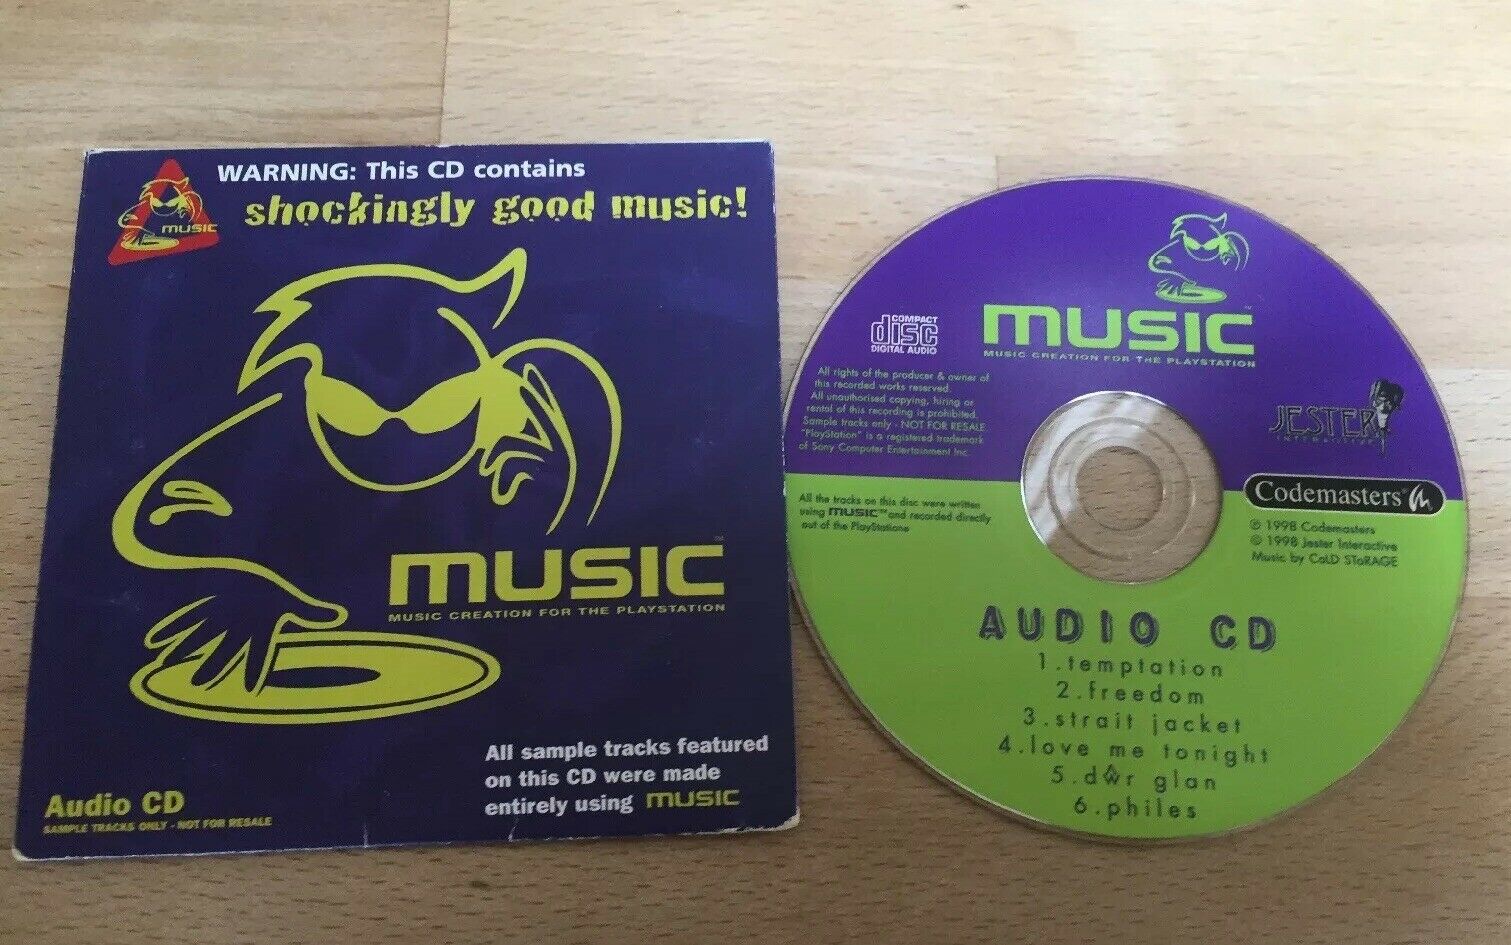 WARNING: This CD contains
shockingly good music!
MUSIC
MUSIC™
MUSIC CREATION FOR THE PLAYSTATION
All sample tracks featured
on this CD were made
entirely using MUSIC
Audio CD
SAMPLE TRACKS ONLY - NOT FOR RESALE
COMPACT
disc
DIGITAL AUDIO
MUSIC™
MUSIC CREATION FOR THE PLAYSTATION
All rights of the producer & owner of
this recorded works reserved.
All unauthorised copying, hiring or
rental of this recording is prohibited.
Sample tracks only - NOT FOR RESALE
"PlayStation" is a registered trademark
of Sony Computer Entertainment Inc.
JESTER
INTERACTIVE
Codemasters
All the tracks on this disc were written
using MUSIC™ and recorded directly
out of the PlayStatione
© 1998 Codemasters
© 1998 Jester Interactive
Music by CoLD SToRAGE
AUDIO CD
1.temptation
2.freedom
3.strait jacket
4.love me tonight
5.dŵr glan
6.philes